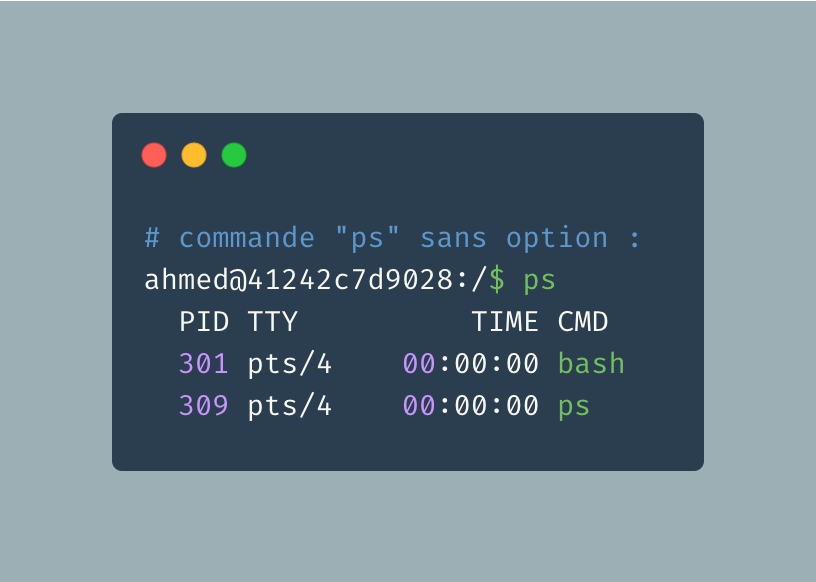 # commande "ps" sans option :
ahmed@41242c7d9028:/$ ps
  PID TTY          TIME CMD
  301 pts/4    00:00:00 bash
  309 pts/4    00:00:00 ps